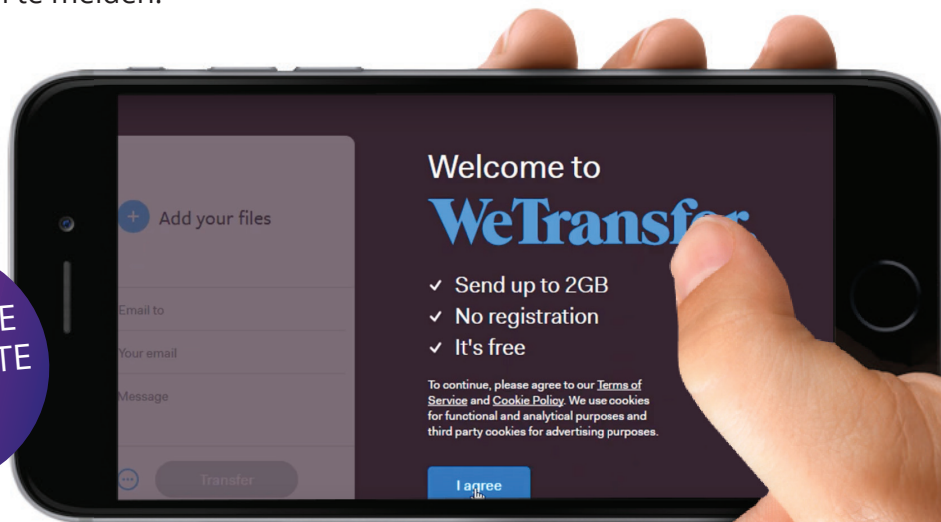 te melden.
Add your files
Email to
Your email
Message
Transfer
Welcome to
WeTransfer
Send up to 2GB
No registration
It's free
To continue, please agree to our Terms of
Service and Cookie Policy. We use cookies
for functional and analytical purposes and
third party cookies for advertising purposes.
I agree